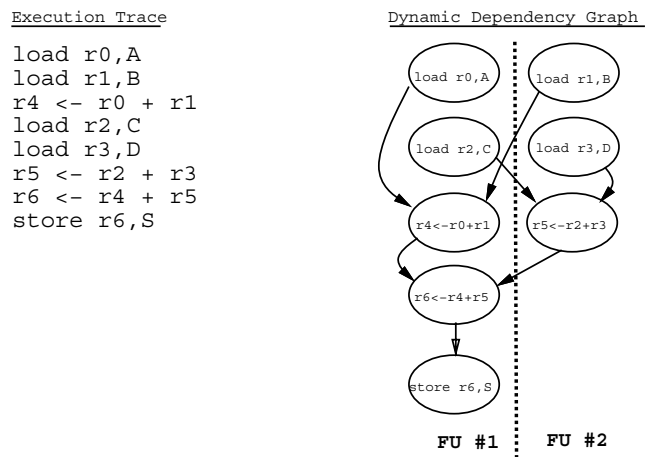 Execution Trace
load r0,A
load r1,B
r4 <- r0 + r1
load r2,C
load r3,D
r5 <- r2 + r3
r6 <- r4 + r5
store r6,S
Dynamic Dependency Graph
load r0,A
load r1,B
load r2,C
load r3,D
r4<-r0+r1
r5<-r2+r3
r6<-r4+r5
store r6,S
FU #1
FU #2